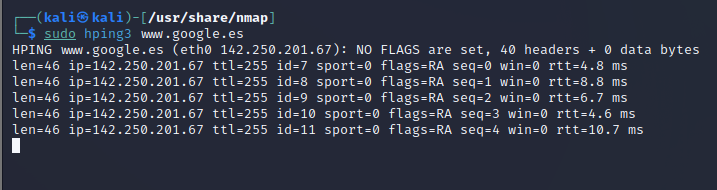 ┌──(kali㉿kali)-[/usr/share/nmap]
└─$ sudo hping3 www.google.es
HPING www.google.es (eth0 142.250.201.67): NO FLAGS are set, 40 headers + 0 data bytes
len=46 ip=142.250.201.67 ttl=255 id=7 sport=0 flags=RA seq=0 win=0 rtt=4.8 ms
len=46 ip=142.250.201.67 ttl=255 id=8 sport=0 flags=RA seq=1 win=0 rtt=8.8 ms
len=46 ip=142.250.201.67 ttl=255 id=9 sport=0 flags=RA seq=2 win=0 rtt=6.7 ms
len=46 ip=142.250.201.67 ttl=255 id=10 sport=0 flags=RA seq=3 win=0 rtt=4.6 ms
len=46 ip=142.250.201.67 ttl=255 id=11 sport=0 flags=RA seq=4 win=0 rtt=10.7 ms